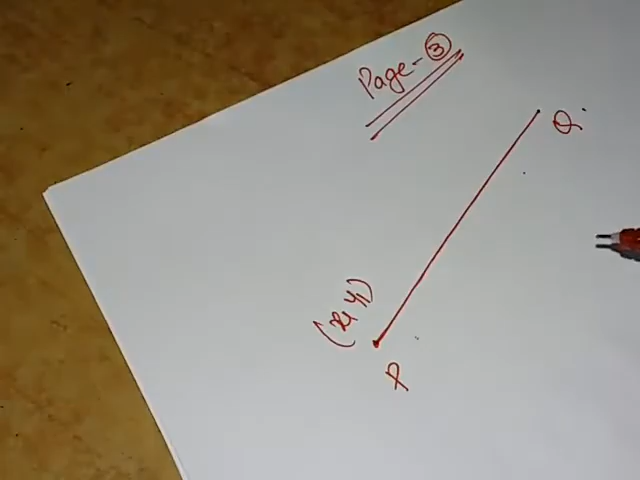 Page-③
Q
(x₁ y₁)
P